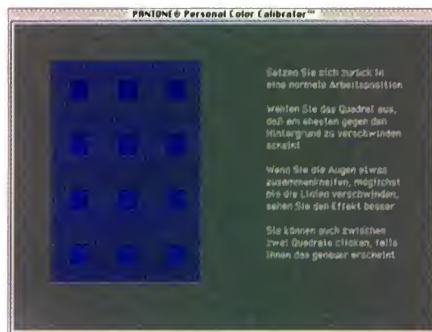 PANTONE® Personal Color Calibrator™
Setzen Sie sich zurück in
eine normale Arbeitsposition
Wählen Sie das Quadrat aus,
daß am ehesten gegen den
Hintergrund zu verschwinden
scheint
Wenn Sie die Augen etwas
zusammenkneifen, möglichst
bis die Linien verschwinden,
sehen Sie den Effekt besser
Sie können auch zwischen
zwei Quadrate clicken, falls
Ihnen das genauer erscheint